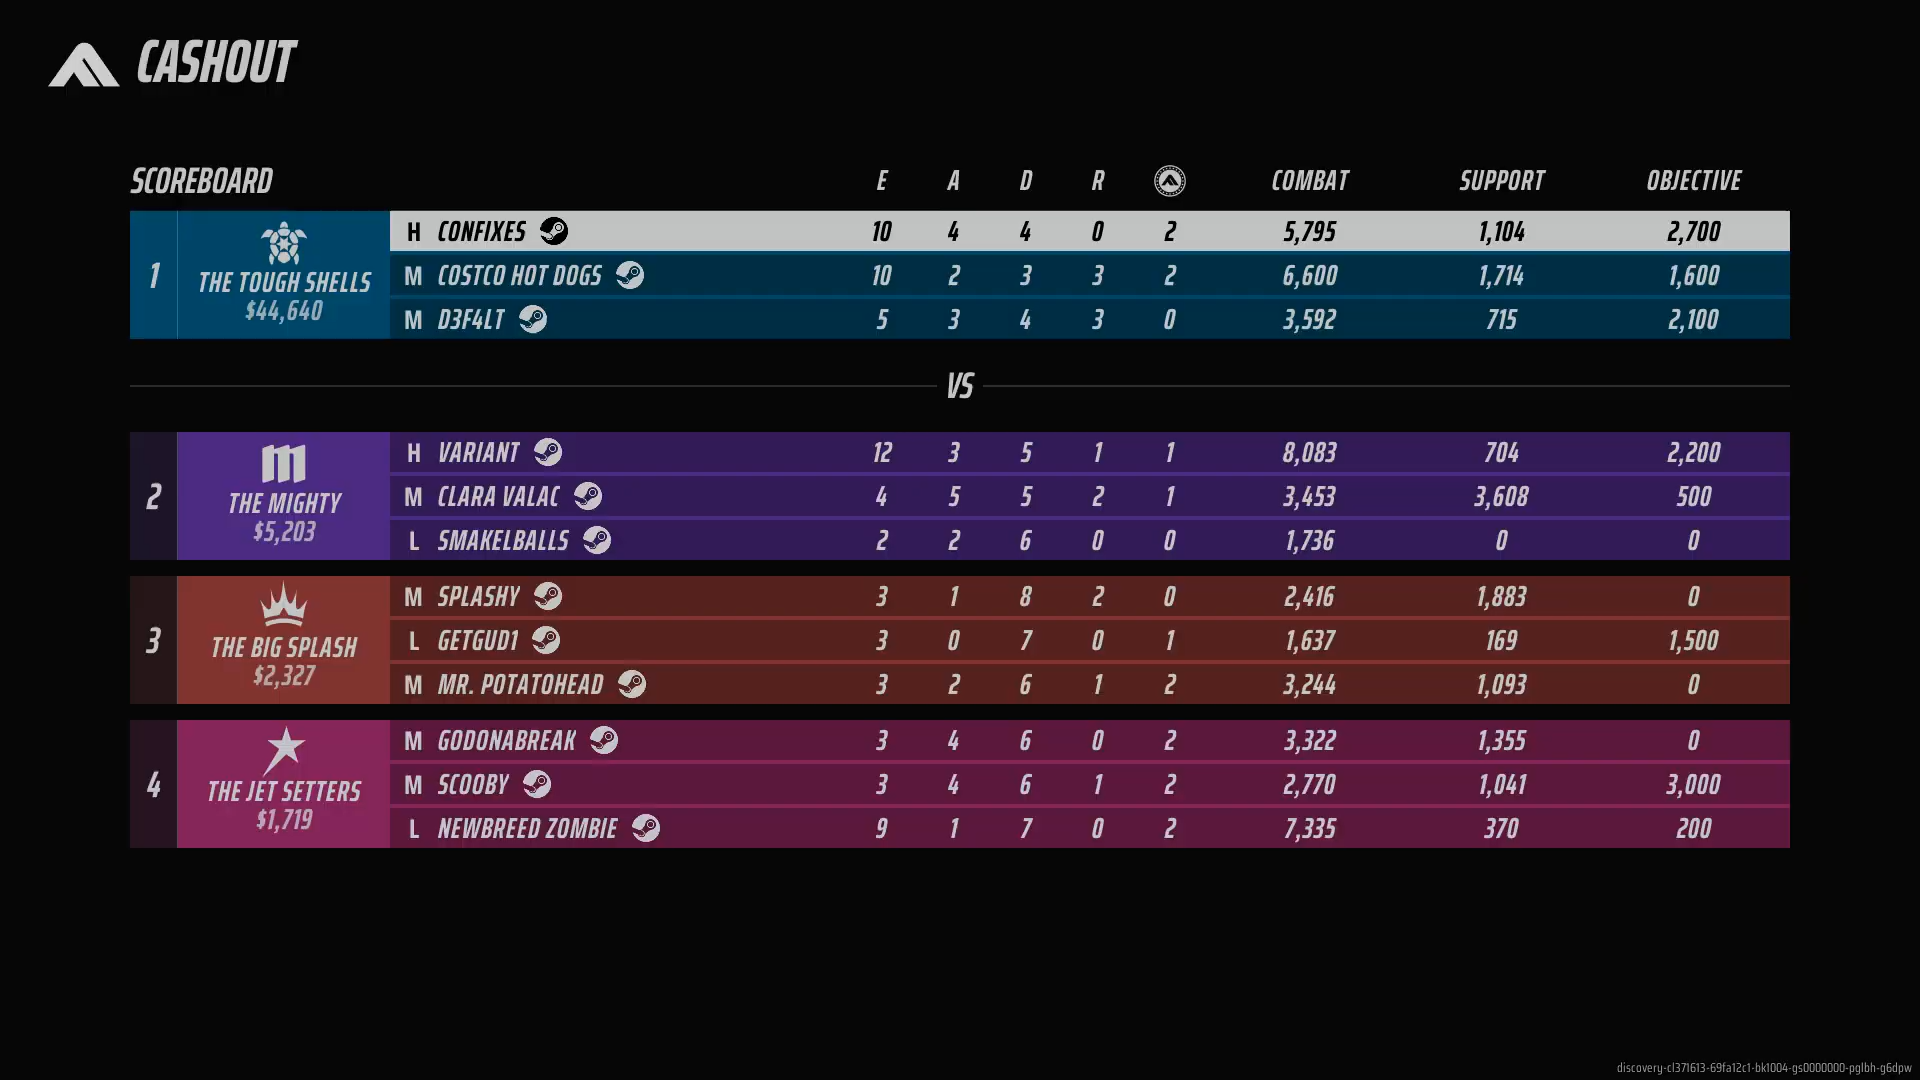 CASHOUT
SCOREBOARD E A D R COMBAT SUPPORT OBJECTIVE
1 THE TOUGH SHELLS $44,640
H CONFIXES 10 4 4 0 2 5,795 1,104 2,700
M COSTCO HOT DOGS 10 2 3 3 2 6,600 1,714 1,600
M D3F4LT 5 3 4 3 0 3,592 715 2,100
VS
2 THE MIGHTY $5,203
H VARIANT 12 3 5 1 1 8,083 704 2,200
M CLARA VALAC 4 5 5 2 1 3,453 3,608 500
L SMAKELBALLS 2 2 6 0 0 1,736 0 0
3 THE BIG SPLASH $2,327
M SPLASHY 3 1 8 2 0 2,416 1,883 0
L GETGUD1 3 0 7 0 1 1,637 169 1,500
M MR. POTATOHEAD 3 2 6 1 2 3,244 1,093 0
4 THE JET SETTERS $1,719
M GODONABREAK 3 4 6 0 2 3,322 1,355 0
M SCOOBY 3 4 6 1 2 2,770 1,041 3,000
L NEWBREED ZOMBIE 9 1 7 0 2 7,335 370 200
discovery-cl371613-69fa12c1-bk1004-gs0000000-pglbh-g6dpw